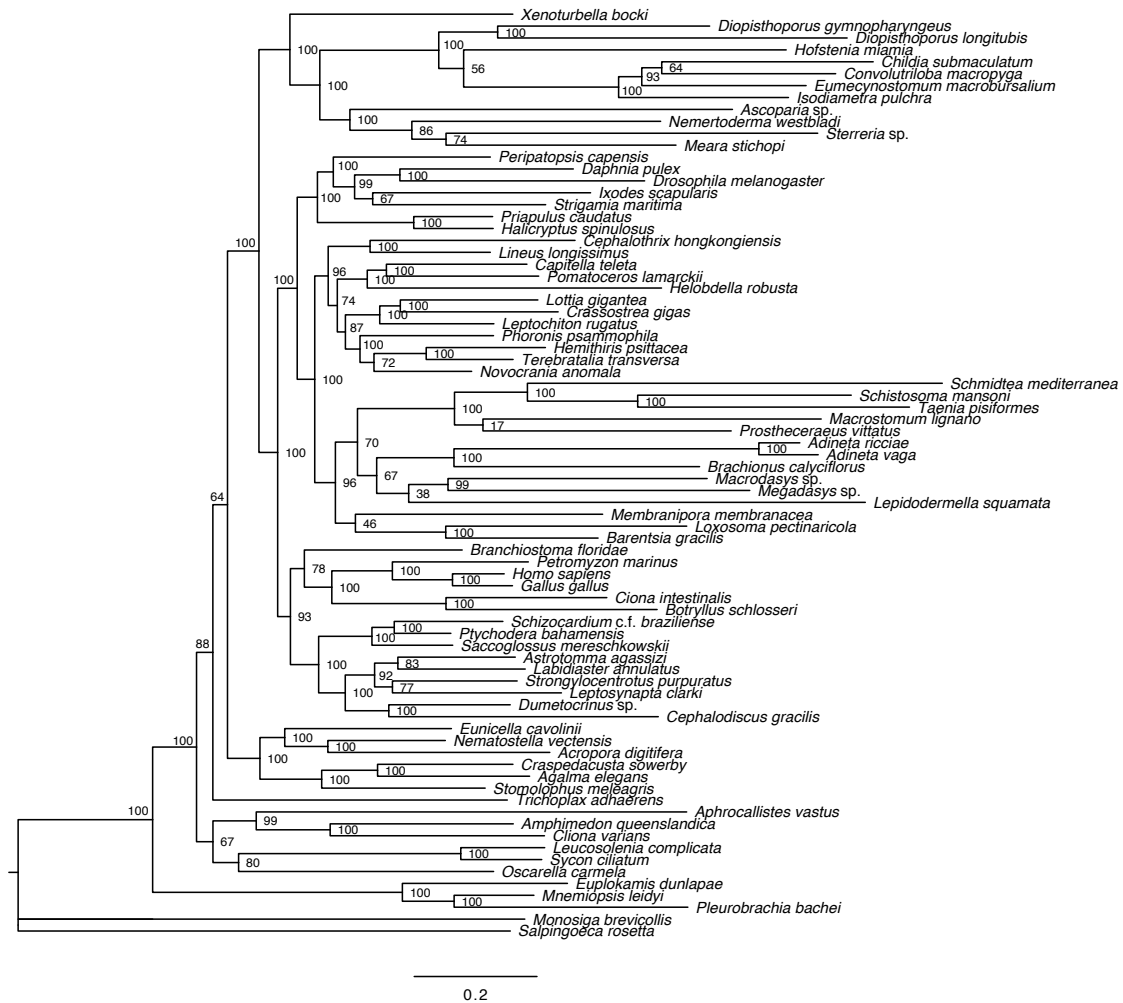 Xenoturbella bocki
Diopisthoporus gymnopharyngeus
100
Diopisthoporus longitubis
100
100
Hofstenia miamia
56
Childia submaculatum
64
Convolutriloba macropyga
93
100
Eumecynostomum macrobursalium
100
Isodiametra pulchra
Ascoparia sp.
100
Nemertoderma westbladi
86
Sterreria sp.
74
Meara stichopi
Peripatopsis capensis
100
Daphnia pulex
100
99
Drosophila melanogaster
100
Ixodes scapularis
67
Strigamia maritima
Priapulus caudatus
100
Halicryptus spinulosus
100
Cephalothrix hongkongiensis
100
Lineus longissimus
96
Capitella teleta
100
100
Pomatoceros lamarckii
100
Helobdella robusta
74
Lottia gigantea
100
Crassostrea gigas
100
Leptochiton rugatus
87
Phoronis psammophila
100
Hemithiris psittacea
100
Terebratalia transversa
72
Novocrania anomala
100
Schmidtea mediterranea
100
Schistosoma mansoni
100
Taenia pisiformes
100
Macrostomum lignano
17
Prostheceraeus vittatus
70
Adineta ricciae
100
100
Adineta vaga
100
Brachionus calyciflorus
67
Macrodasys sp.
96
99
Megadasys sp.
38
Lepidodermella squamata
64
Membranipora membranacea
46
Loxosoma pectinaricola
100
Barentsia gracilis
Branchiostoma floridae
78
Petromyzon marinus
100
Homo sapiens
100
100
Gallus gallus
Ciona intestinalis
100
Botryllus schlosseri
93
Schizocardium c.f. braziliense
100
Ptychodera bahamensis
100
Saccoglossus mereschkowskii
88
Astrotomma agassizi
100
83
Labidiaster annulatus
92
Strongylocentrotus purpuratus
77
100
Leptosynapta clarki
Dumetocrinus sp.
100
Cephalodiscus gracilis
Eunicella cavolinii
100
Nematostella vectensis
100
100
Acropora digitifera
100
Craspedacusta sowerby
100
100
Agalma elegans
Stomolophus meleagris
Trichoplax adhaerens
100
Aphrocallistes vastus
99
Amphimedon queenslandica
100
Cliona varians
67
Leucosolenia complicata
100
80
Sycon ciliatum
Oscarella carmela
Euplokamis dunlapae
100
Mnemiopsis leidyi
100
Pleurobrachia bachei
Monosiga brevicollis
Salpingoeca rosetta
0.2